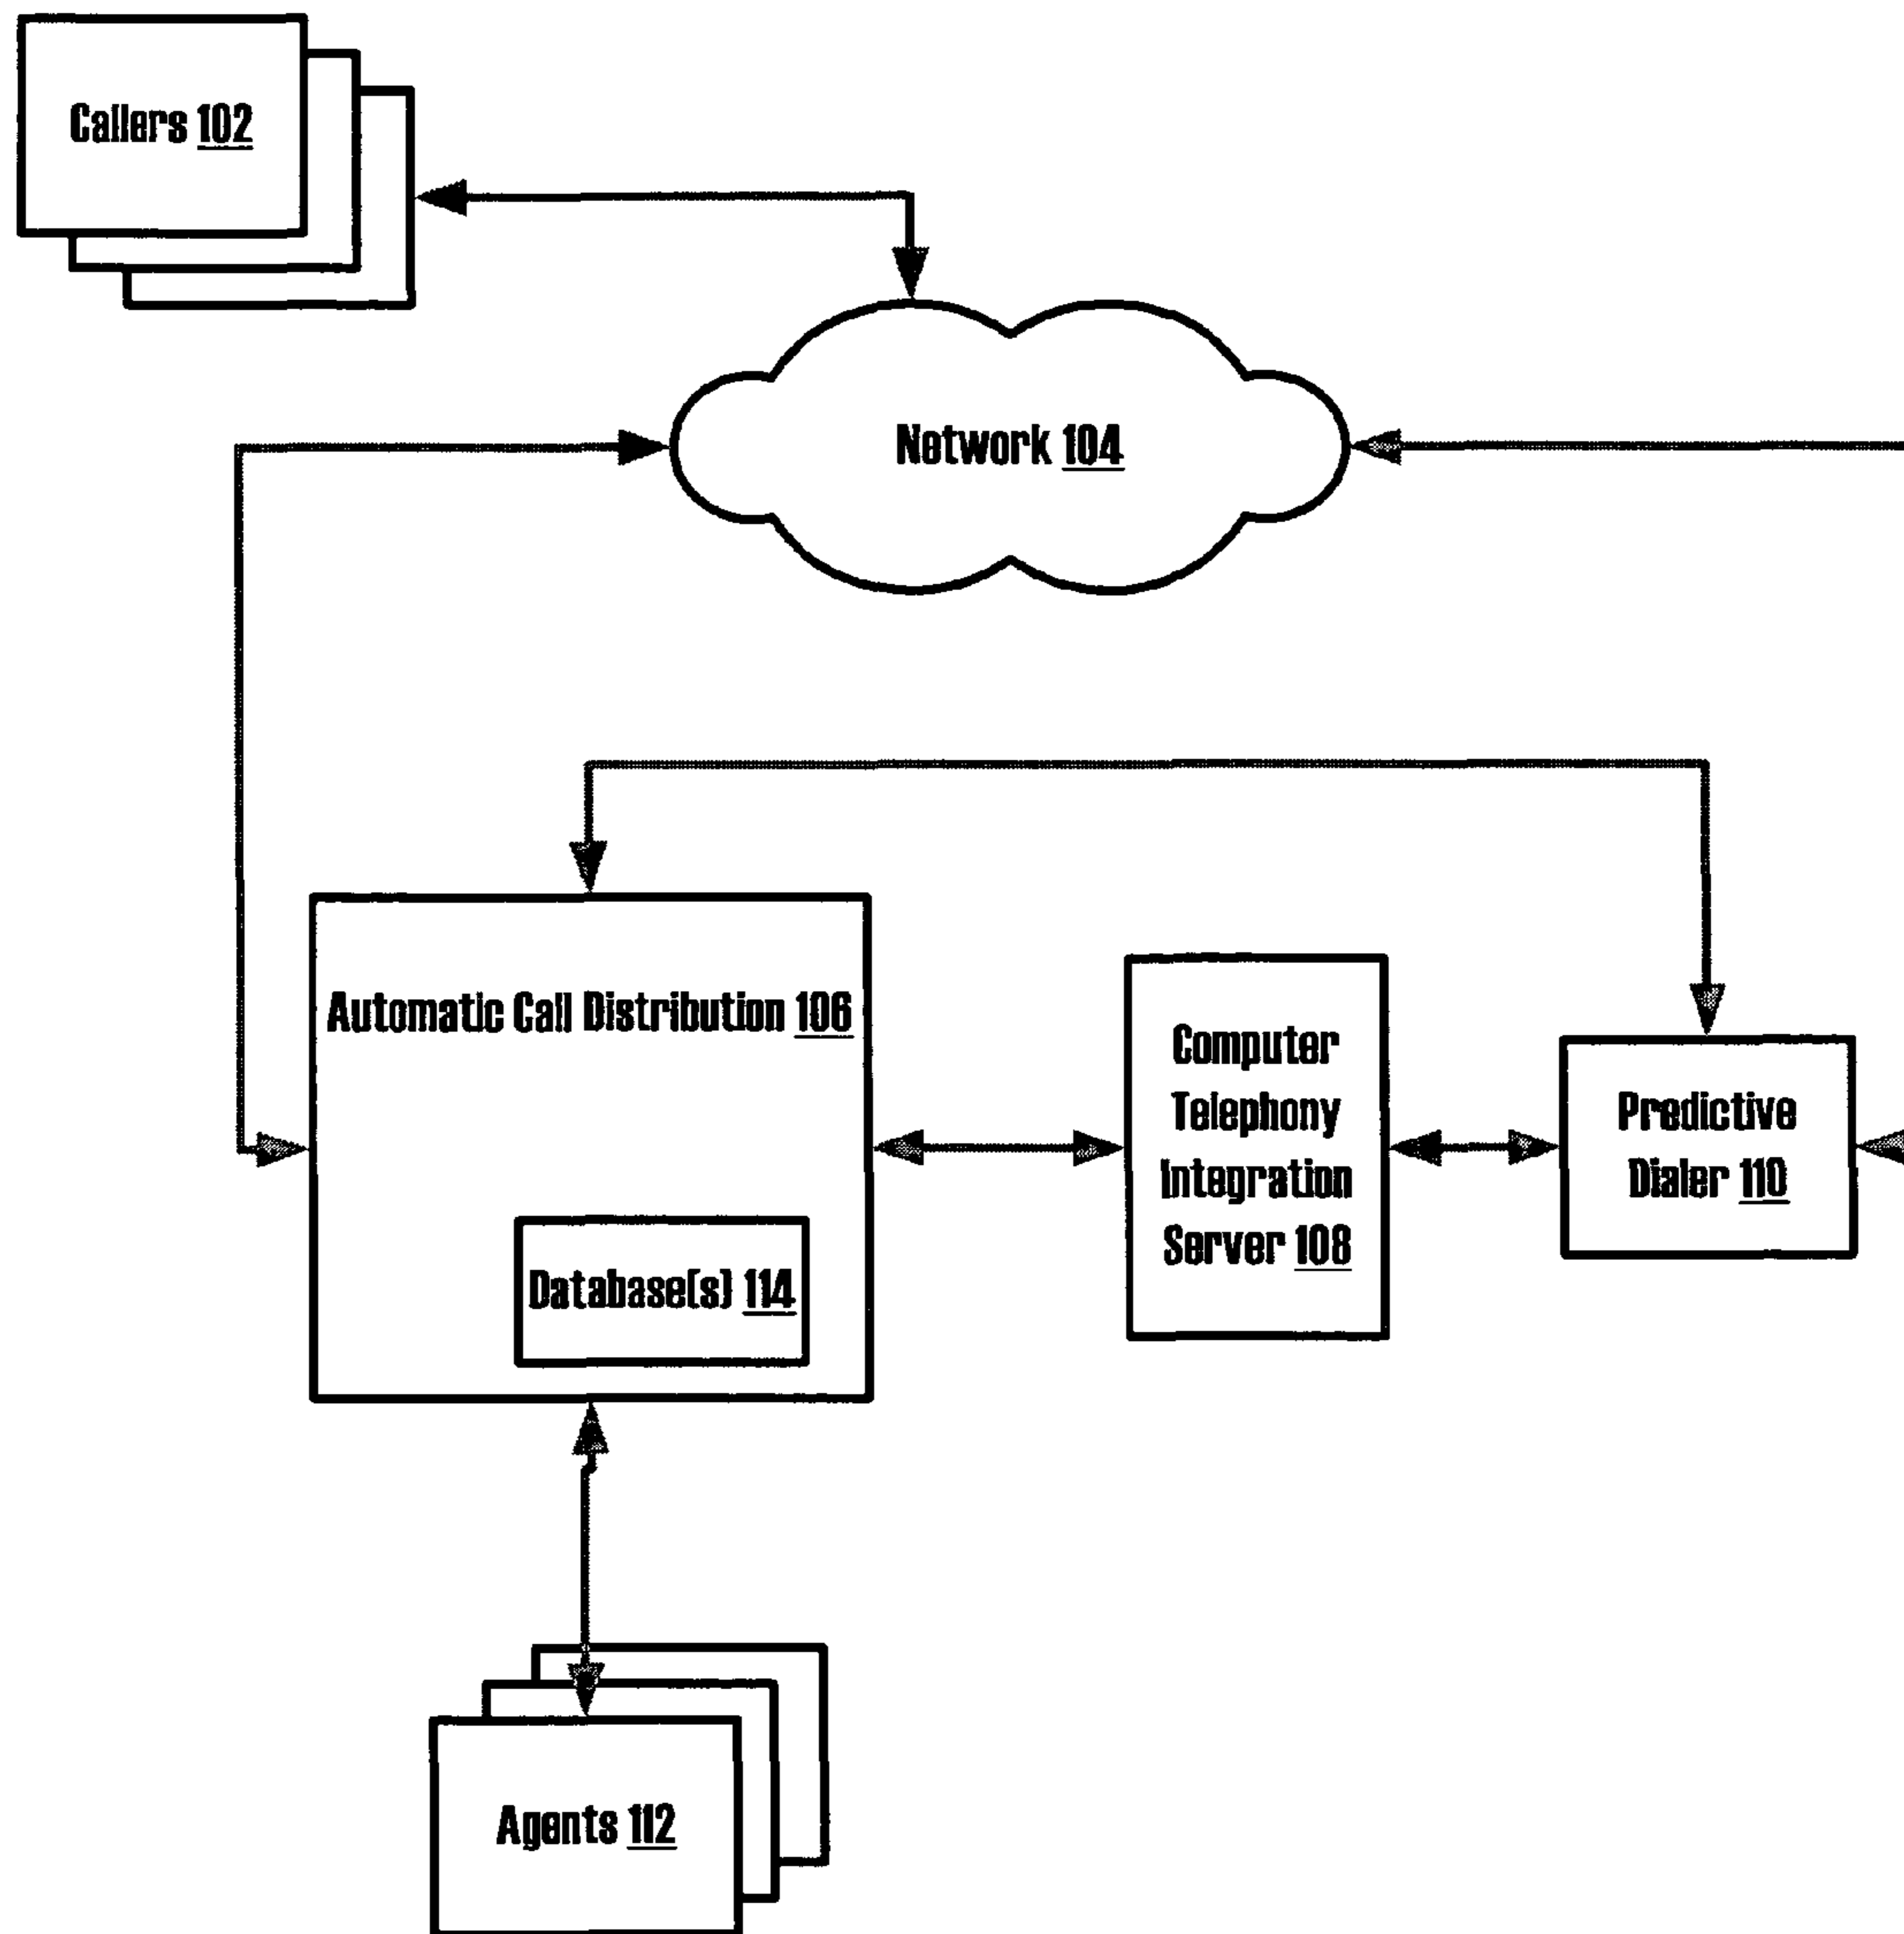 Callers 102
Network 104
Automatic Call Distribution 106
Computer
Telephony
Integration
Server 108
Predictive
Dialer 110
Database(s) 114
Agents 112